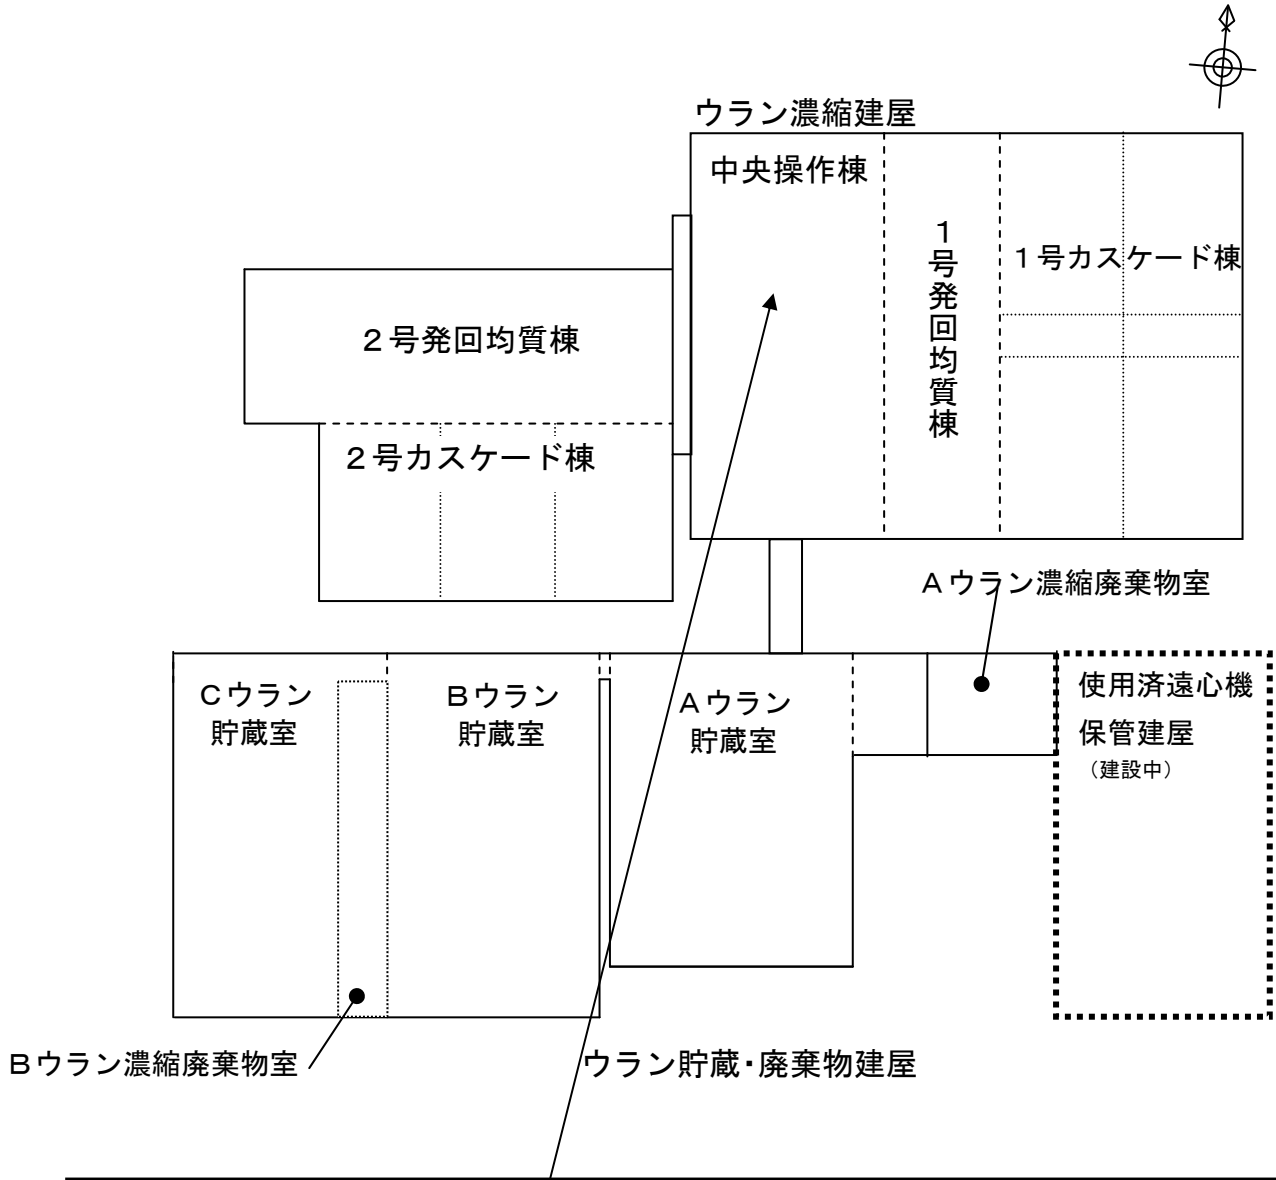 ウラン濃縮建屋
中央操作棟
1号発回均質棟
1号カスケード棟
2号発回均質棟
2号カスケード棟
Aウラン濃縮廃棄物室
Cウラン
貯蔵室
Bウラン
貯蔵室
Aウラン
貯蔵室
使用済遠心機
保管建屋
(建設中)
Bウラン濃縮廃棄物室
ウラン貯蔵・廃棄物建屋